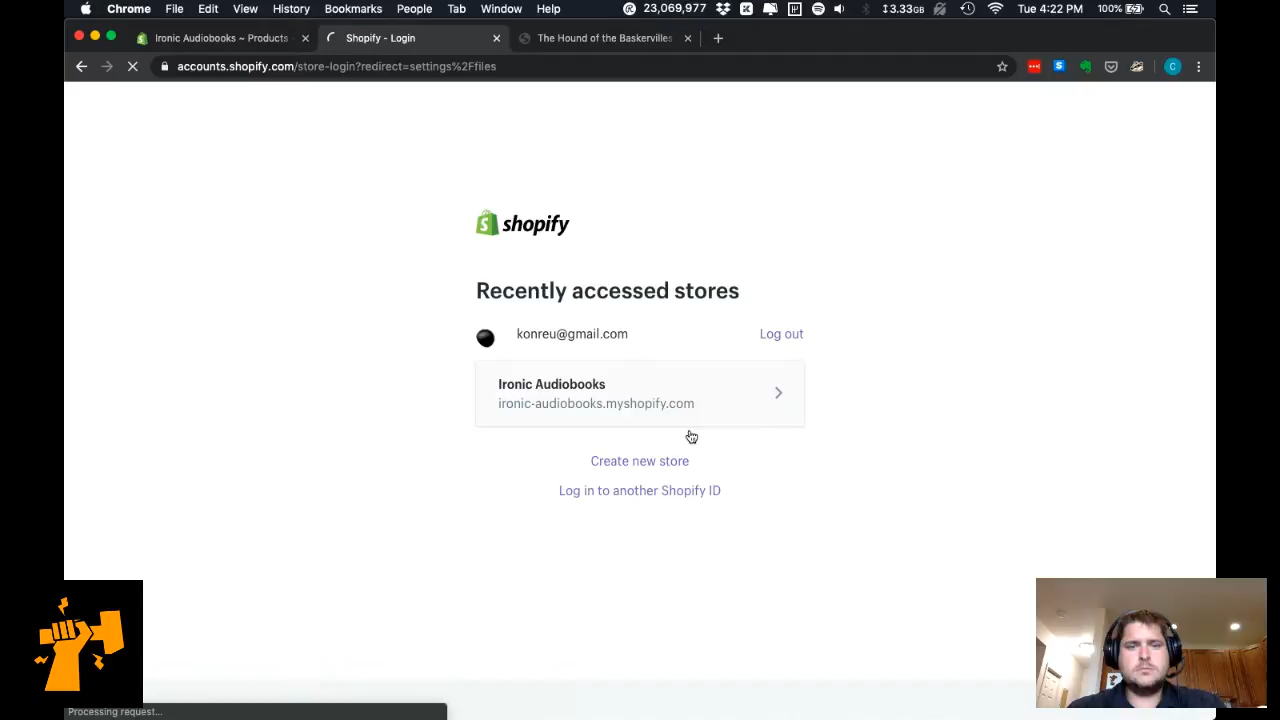 Chrome File Edit View History Bookmarks People Tab Window Help 23,069,977 3.33GB Tue 4:22 PM 100%
Ironic Audiobooks ~ Products Shopify - Login The Hound of the Baskervilles
accounts.shopify.com/store-login?redirect=settings%2Ffiles C
shopify
Recently accessed stores
konreu@gmail.com Log out
Ironic Audiobooks
ironic-audiobooks.myshopify.com
Create new store
Log in to another Shopify ID
Processing request...